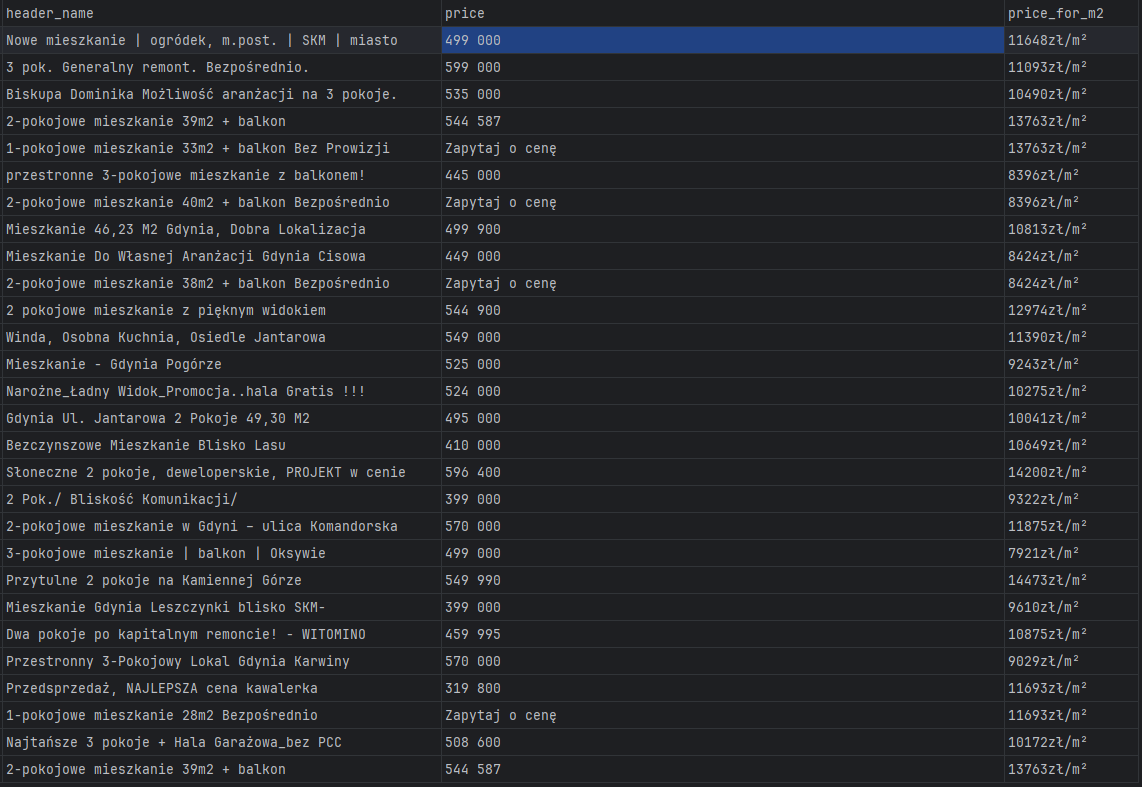 header_name price price_for_m2
Nowe mieszkanie | ogródek, m.post. | SKM | miasto 499 000 11648zł/m²
3 pok. Generalny remont. Bezpośrednio. 599 000 11093zł/m²
Biskupa Dominika Możliwość aranżacji na 3 pokoje. 535 000 10490zł/m²
2-pokojowe mieszkanie 39m2 + balkon 544 587 13763zł/m²
1-pokojowe mieszkanie 33m2 + balkon Bez Prowizji Zapytaj o cenę 13763zł/m²
przestronne 3-pokojowe mieszkanie z balkonem! 445 000 8396zł/m²
2-pokojowe mieszkanie 40m2 + balkon Bezpośrednio Zapytaj o cenę 8396zł/m²
Mieszkanie 46,23 M2 Gdynia, Dobra Lokalizacja 499 900 10813zł/m²
Mieszkanie Do Własnej Aranżacji Gdynia Cisowa 449 000 8424zł/m²
2-pokojowe mieszkanie 38m2 + balkon Bezpośrednio Zapytaj o cenę 8424zł/m²
2 pokojowe mieszkanie z pięknym widokiem 544 900 12974zł/m²
Winda, Osobna Kuchnia, Osiedle Jantarowa 549 000 11390zł/m²
Mieszkanie - Gdynia Pogórze 525 000 9243zł/m²
Narożne_Ładny Widok_Promocja..hala Gratis !!! 524 000 10275zł/m²
Gdynia Ul. Jantarowa 2 Pokoje 49,30 M2 495 000 10041zł/m²
Bezczynszowe Mieszkanie Blisko Lasu 410 000 10649zł/m²
Słoneczne 2 pokoje, deweloperskie, PROJEKT w cenie 596 400 14200zł/m²
2 Pok./ Bliskość Komunikacji/ 399 000 9322zł/m²
2-pokojowe mieszkanie w Gdyni – ulica Komandorska 570 000 11875zł/m²
3-pokojowe mieszkanie | balkon | Oksywie 499 000 7921zł/m²
Przytulne 2 pokoje na Kamiennej Górze 549 990 14473zł/m²
Mieszkanie Gdynia Leszczynki blisko SKM- 399 000 9610zł/m²
Dwa pokoje po kapitalnym remoncie! - WITOMINO 459 995 10875zł/m²
Przestronny 3-Pokojowy Lokal Gdynia Karwiny 570 000 9029zł/m²
Przedsprzedaż, NAJLEPSZA cena kawalerka 319 800 11693zł/m²
1-pokojowe mieszkanie 28m2 Bezpośrednio Zapytaj o cenę 11693zł/m²
Najtańsze 3 pokoje + Hala Garażowa_bez PCC 508 600 10172zł/m²
2-pokojowe mieszkanie 39m2 + balkon 544 587 13763zł/m²